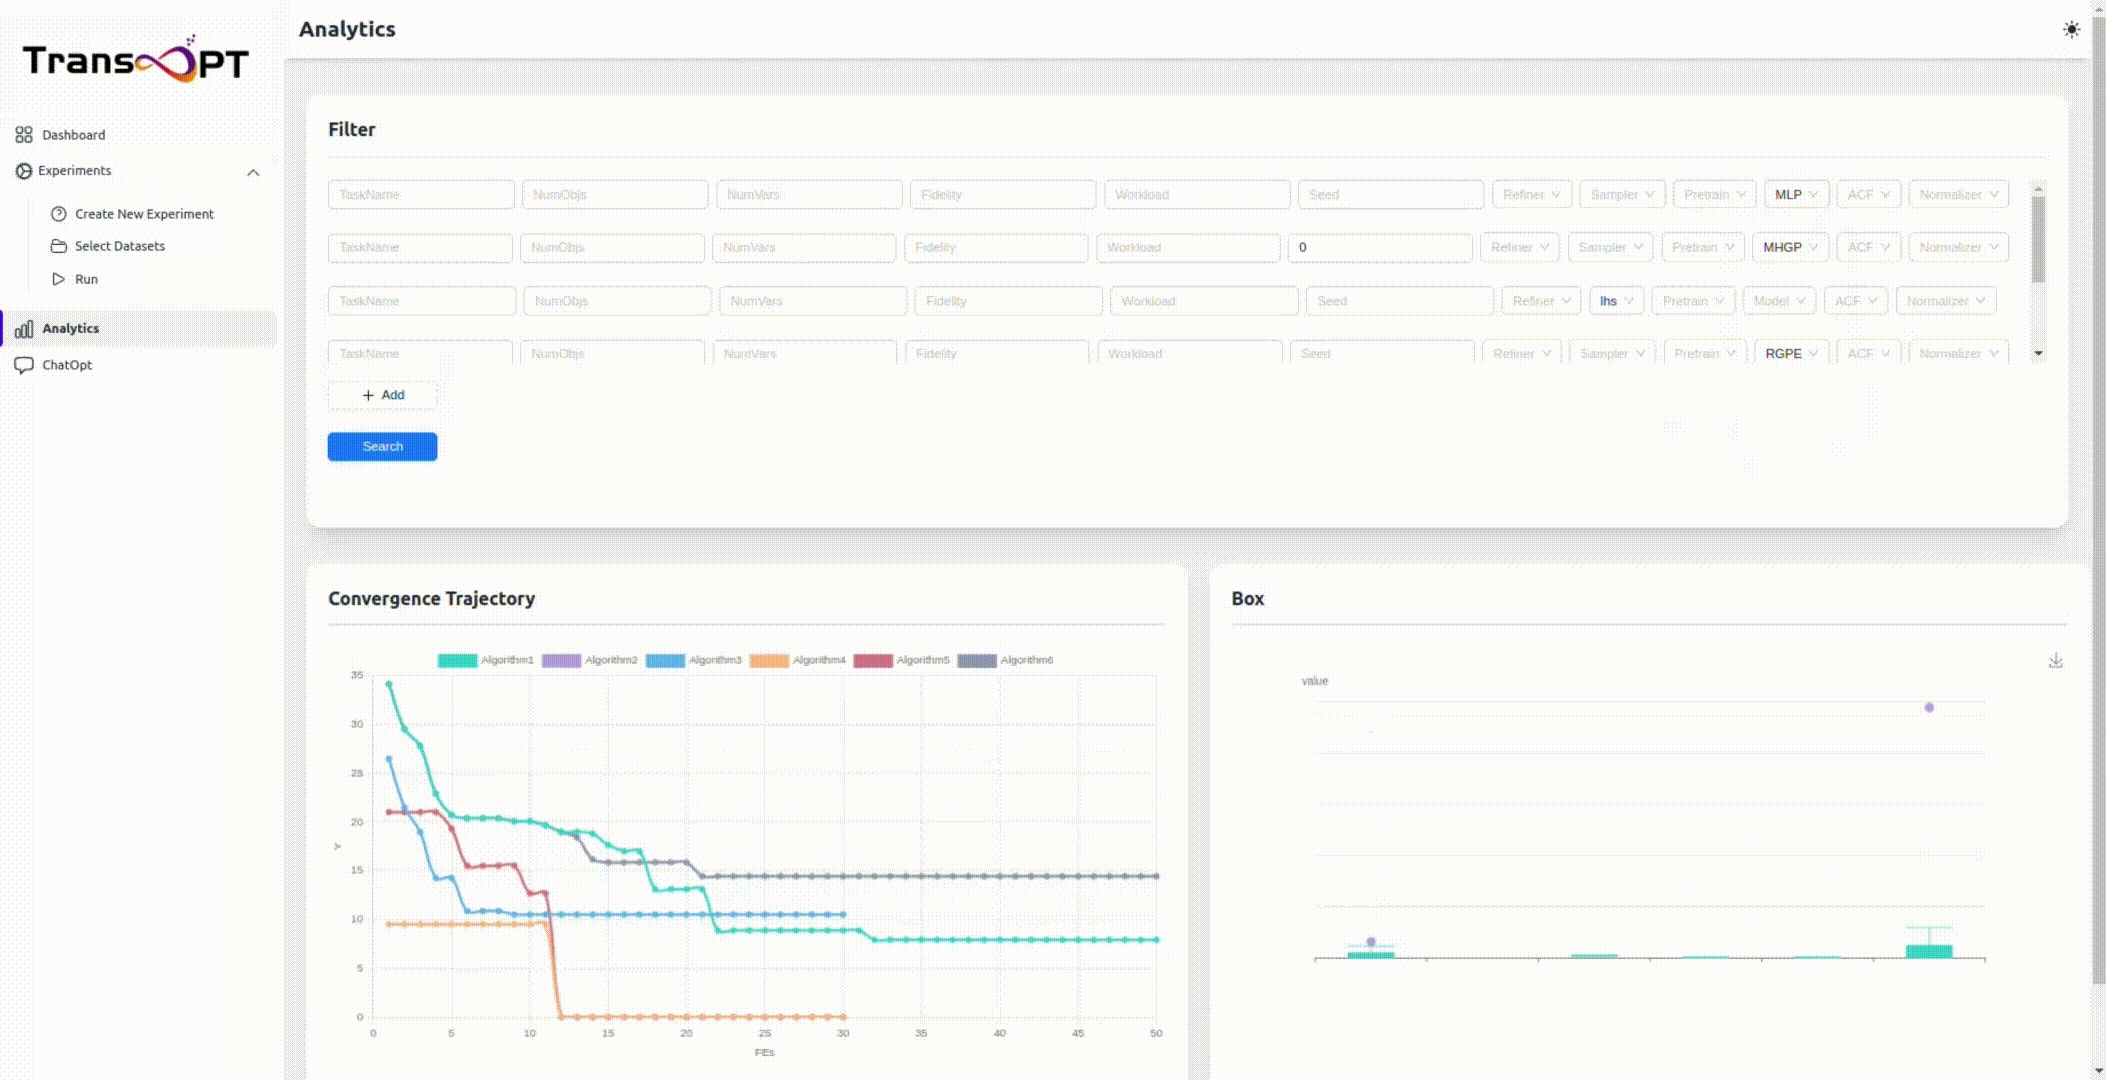 TransOPT
Analytics
Dashboard
Experiments
Create New Experiment
Select Datasets
Run
Analytics
ChatOpt
Filter
TaskName NumObjs NumVars Fidelity Workload Seed Refiner Sampler Pretrain MLP ACF Normalizer
TaskName NumObjs NumVars Fidelity Workload 0 Refiner Sampler Pretrain MHGP ACF Normalizer
TaskName NumObjs NumVars Fidelity Workload Seed Refiner lhs Pretrain Model ACF Normalizer
TaskName NumObjs NumVars Fidelity Workload Seed Refiner Sampler Pretrain RGPE ACF Normalizer
+ Add
Search
Convergence Trajectory
Algorithm1 Algorithm2 Algorithm3 Algorithm4 Algorithm5 Algorithm6
35
30
25
20
Y
15
10
5
0
0 5 10 15 20 25 30 35 40 45 50
FEs
Box
value